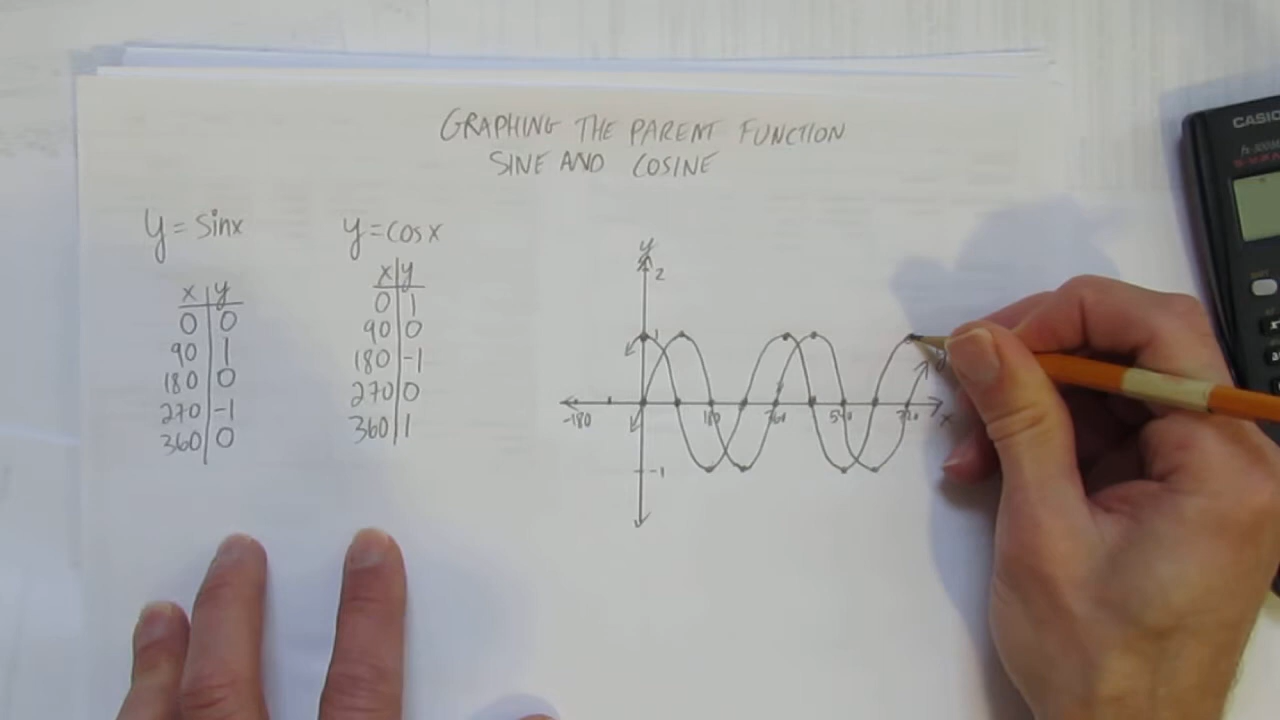 GRAPHING THE PARENT FUNCTION
SINE AND COSINE
y = sinx
x y
0 0
90 1
180 0
270 -1
360 0
y = cosx
x y
0 1
90 0
180 -1
270 0
360 1
y
2
1
-180 180 360 540 720 x
-1
CASIO